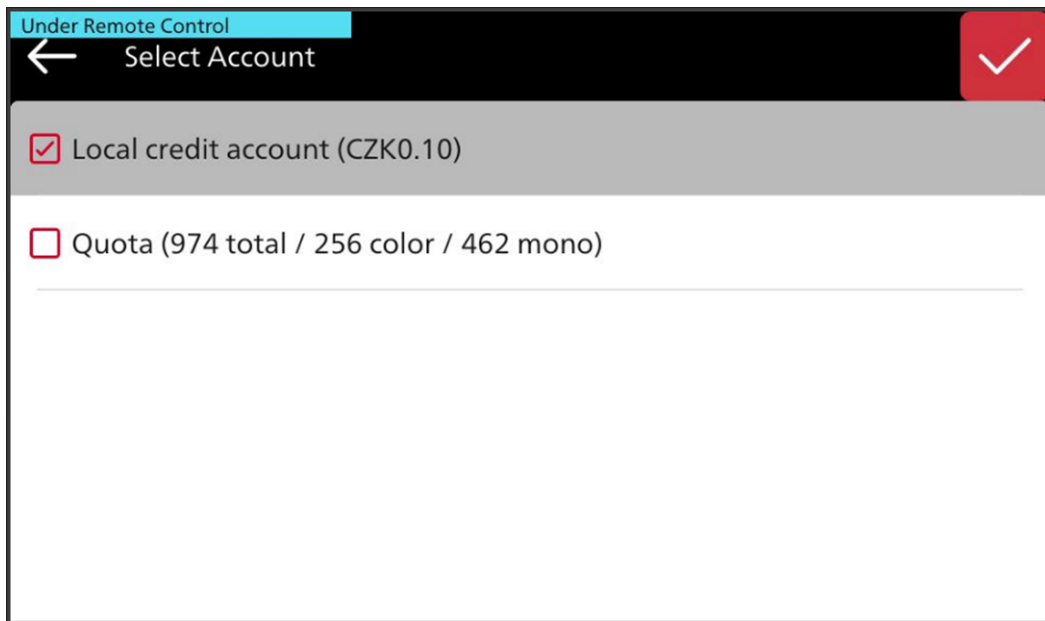 Under Remote Control
Select Account
Local credit account (CZK0.10)
Quota (974 total / 256 color / 462 mono)